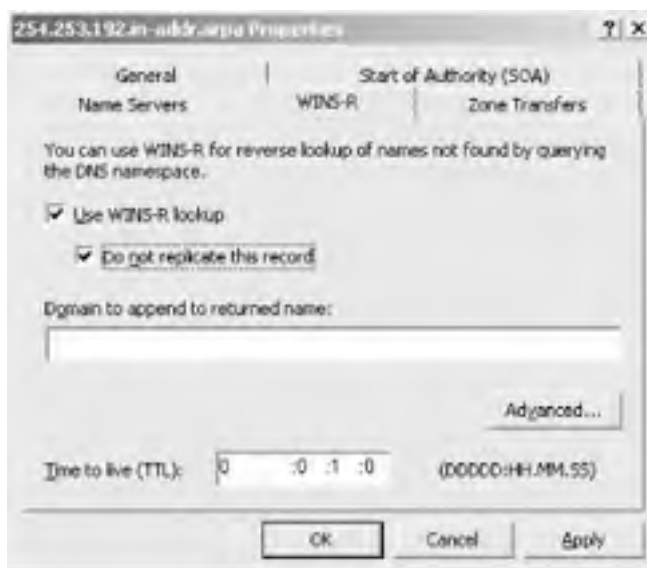 254.253.192.in-addr.arpa Properties ? X
General Start of Authority (SOA)
Name Servers WINS-R Zone Transfers
You can use WINS-R for reverse lookup of names not found by querying
the DNS namespace.
Use WINS-R lookup
Do not replicate this record
Domain to append to returned name:
Advanced...
Time to live (TTL): 0 :0 :1 :0 (DDDDD:HH.MM.SS)
OK Cancel Apply